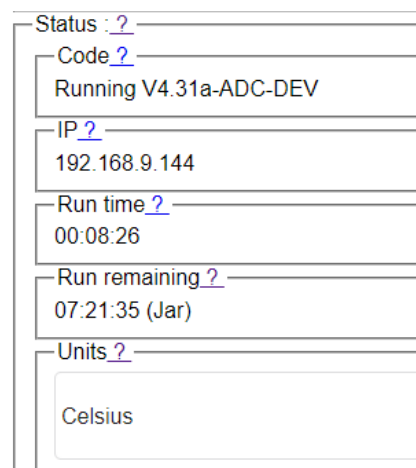 Status : ?
Code ?
Running V4.31a-ADC-DEV
IP ?
192.168.9.144
Run time ?
00:08:26
Run remaining ?
07:21:35 (Jar)
Units ?
Celsius